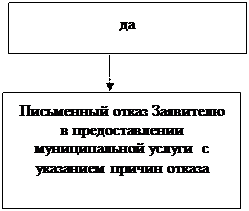 да
Письменный отказ Заявителю
в предоставлении
муниципальной услуги с
указанием причин отказа